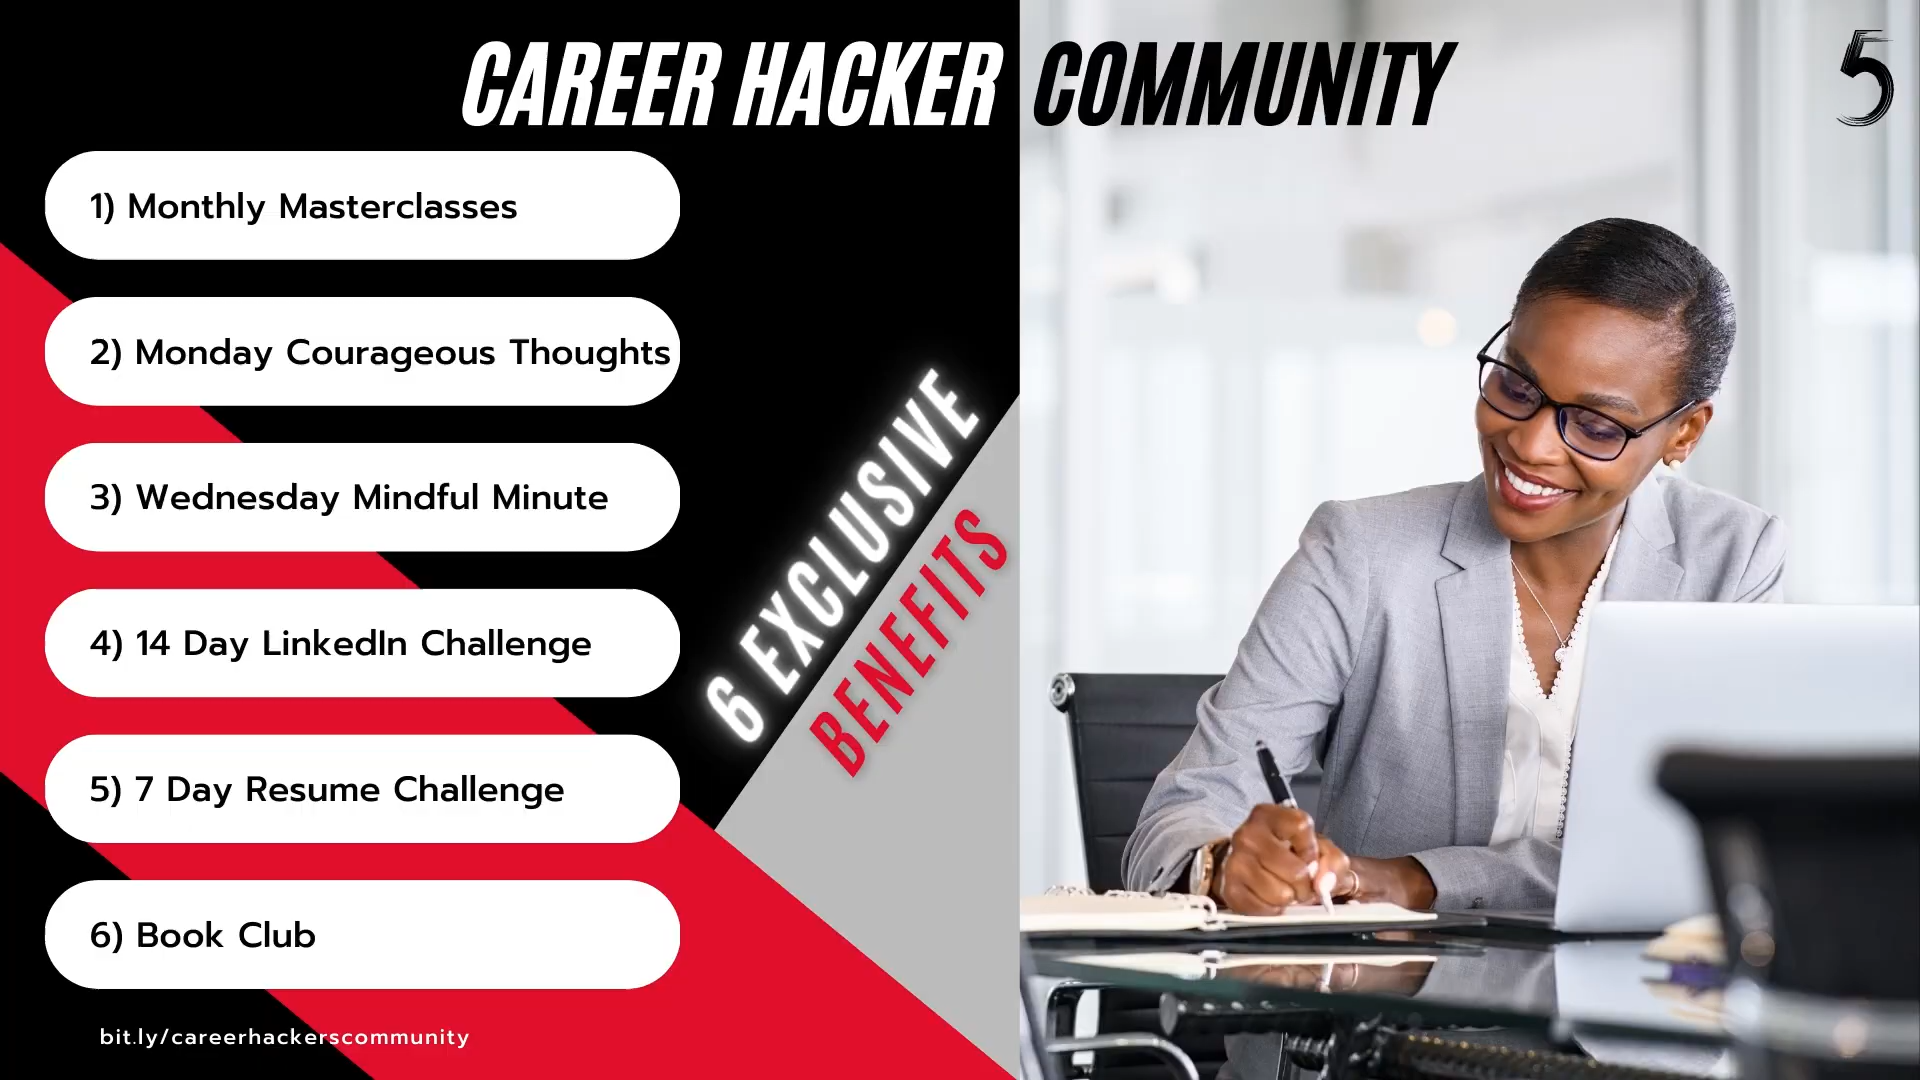 CAREER HACKER COMMUNITY
5
1) Monthly Masterclasses
2) Monday Courageous Thoughts
3) Wednesday Mindful Minute
4) 14 Day LinkedIn Challenge
5) 7 Day Resume Challenge
6) Book Club
6 EXCLUSIVE
BENEFITS
bit.ly/careerhackerscommunity